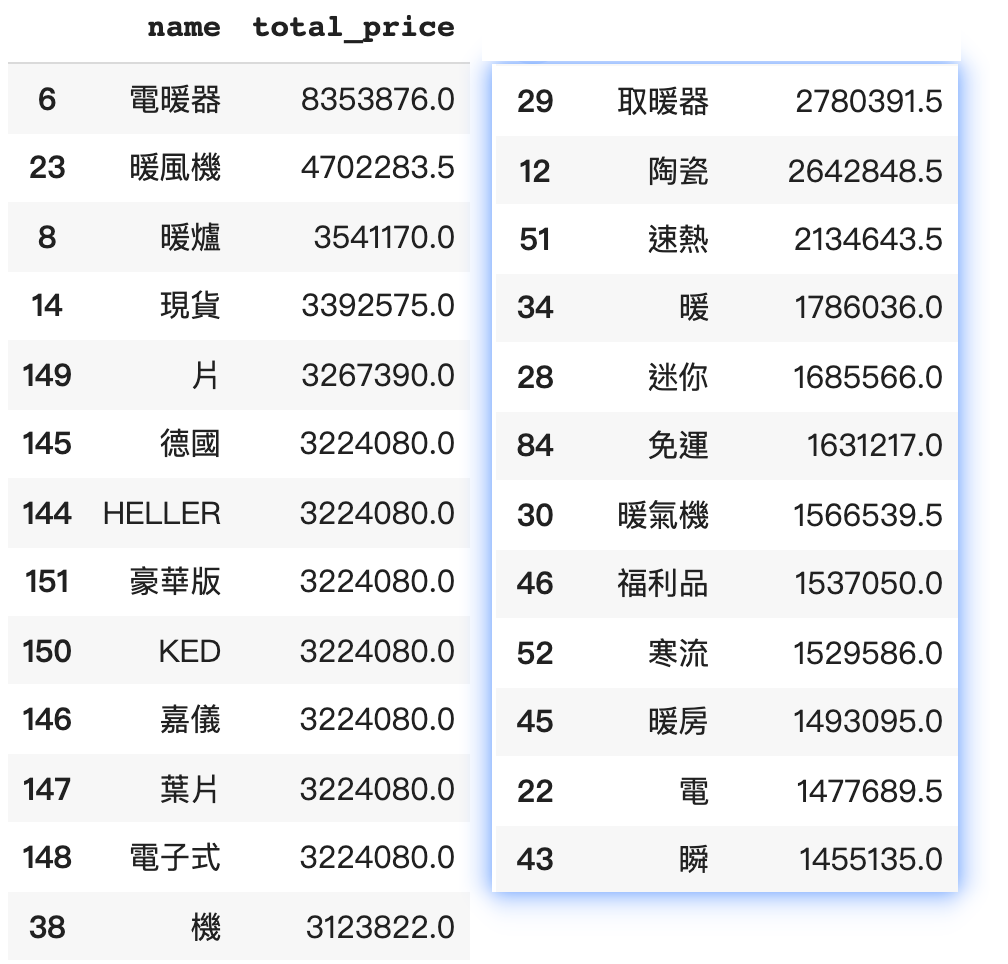 name total_price
6 電暖器 8353876.0
23 暖風機 4702283.5
8 暖爐 3541170.0
14 現貨 3392575.0
149 片 3267390.0
145 德國 3224080.0
144 HELLER 3224080.0
151 豪華版 3224080.0
150 KED 3224080.0
146 嘉儀 3224080.0
147 葉片 3224080.0
148 電子式 3224080.0
38 機 3123822.0
29 取暖器 2780391.5
12 陶瓷 2642848.5
51 速熱 2134643.5
34 暖 1786036.0
28 迷你 1685566.0
84 免運 1631217.0
30 暖氣機 1566539.5
46 福利品 1537050.0
52 寒流 1529586.0
45 暖房 1493095.0
22 電 1477689.5
43 瞬 1455135.0